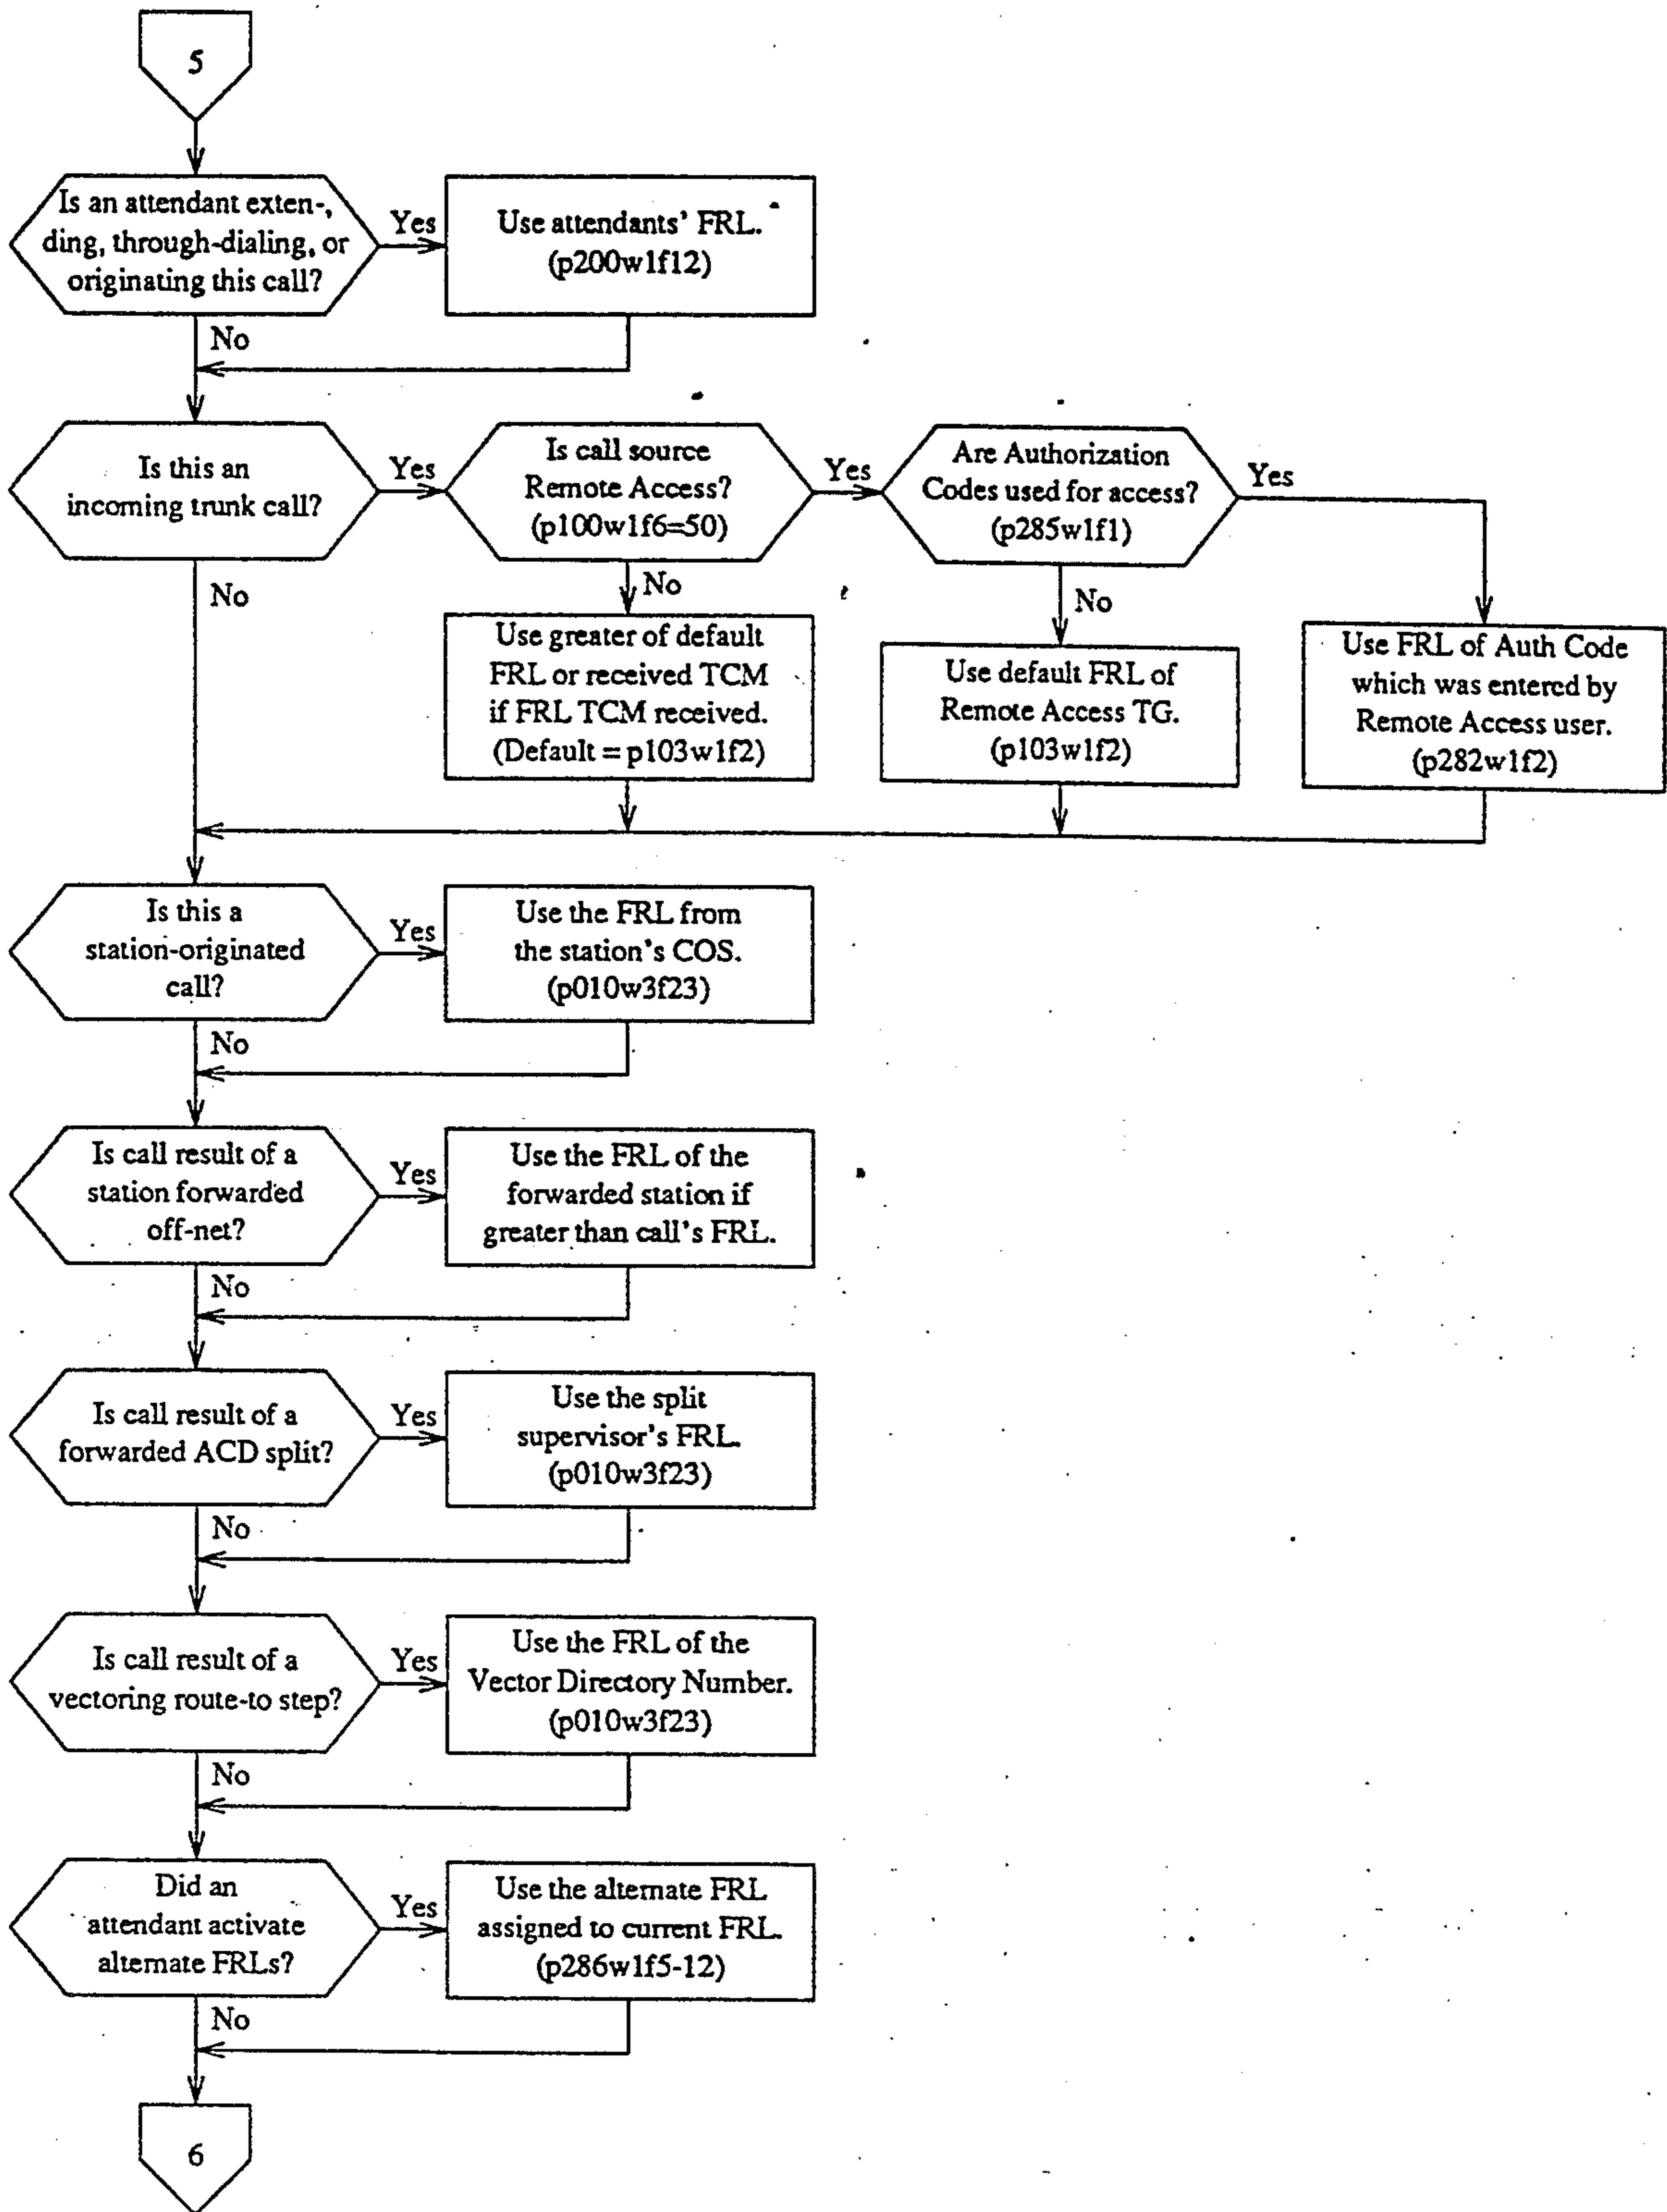 5
Is an attendant exten-,
ding, through-dialing, or
originating this call?
Yes
Use attendants' FRL.
(p200w1f12)
No
Is this an
incoming trunk call?
Yes
Is call source
Remote Access?
(p100w1f6=50)
Yes
Are Authorization
Codes used for access?
(p285w1f1)
Yes
No
No
No
Use greater of default
FRL or received TCM
if FRL TCM received.
(Default = p103w1f2)
Use default FRL of
Remote Access TG.
(p103w1f2)
Use FRL of Auth Code
which was entered by
Remote Access user.
(p282w1f2)
Is this a
station-originated
call?
Yes
Use the FRL from
the station's COS.
(p010w3f23)
No
Is call result of a
station forwarded
off-net?
Yes
Use the FRL of the
forwarded station if
greater than call's FRL.
No
Is call result of a
forwarded ACD split?
Yes
Use the split
supervisor's FRL.
(p010w3f23)
No
Is call result of a
vectoring route-to step?
Yes
Use the FRL of the
Vector Directory Number.
(p010w3f23)
No
Did an
attendant activate
alternate FRLs?
Yes
Use the alternate FRL
assigned to current FRL.
(p286w1f5-12)
No
6